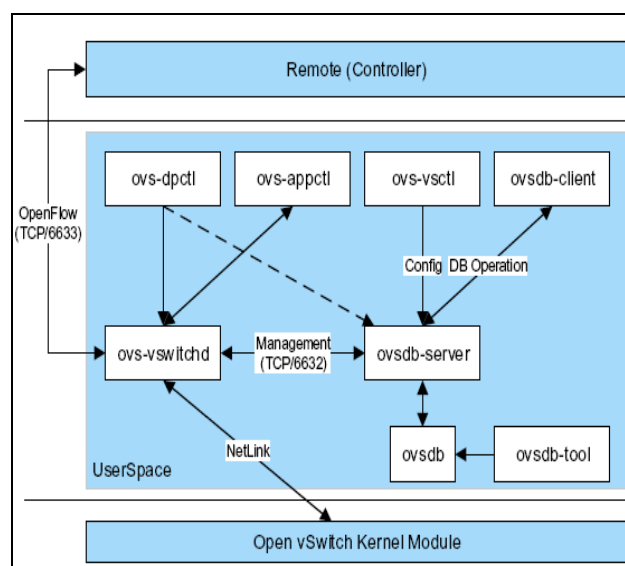 Remote (Controller)
ovs-dpctl
ovs-appctl
ovs-vsctl
ovsdb-client
OpenFlow
(TCP/6633)
Config
DB Operation
ovs-vswitchd
Management
(TCP/6632)
ovsdb-server
NetLink
ovsdb
ovsdb-tool
UserSpace
Open vSwitch Kernel Module